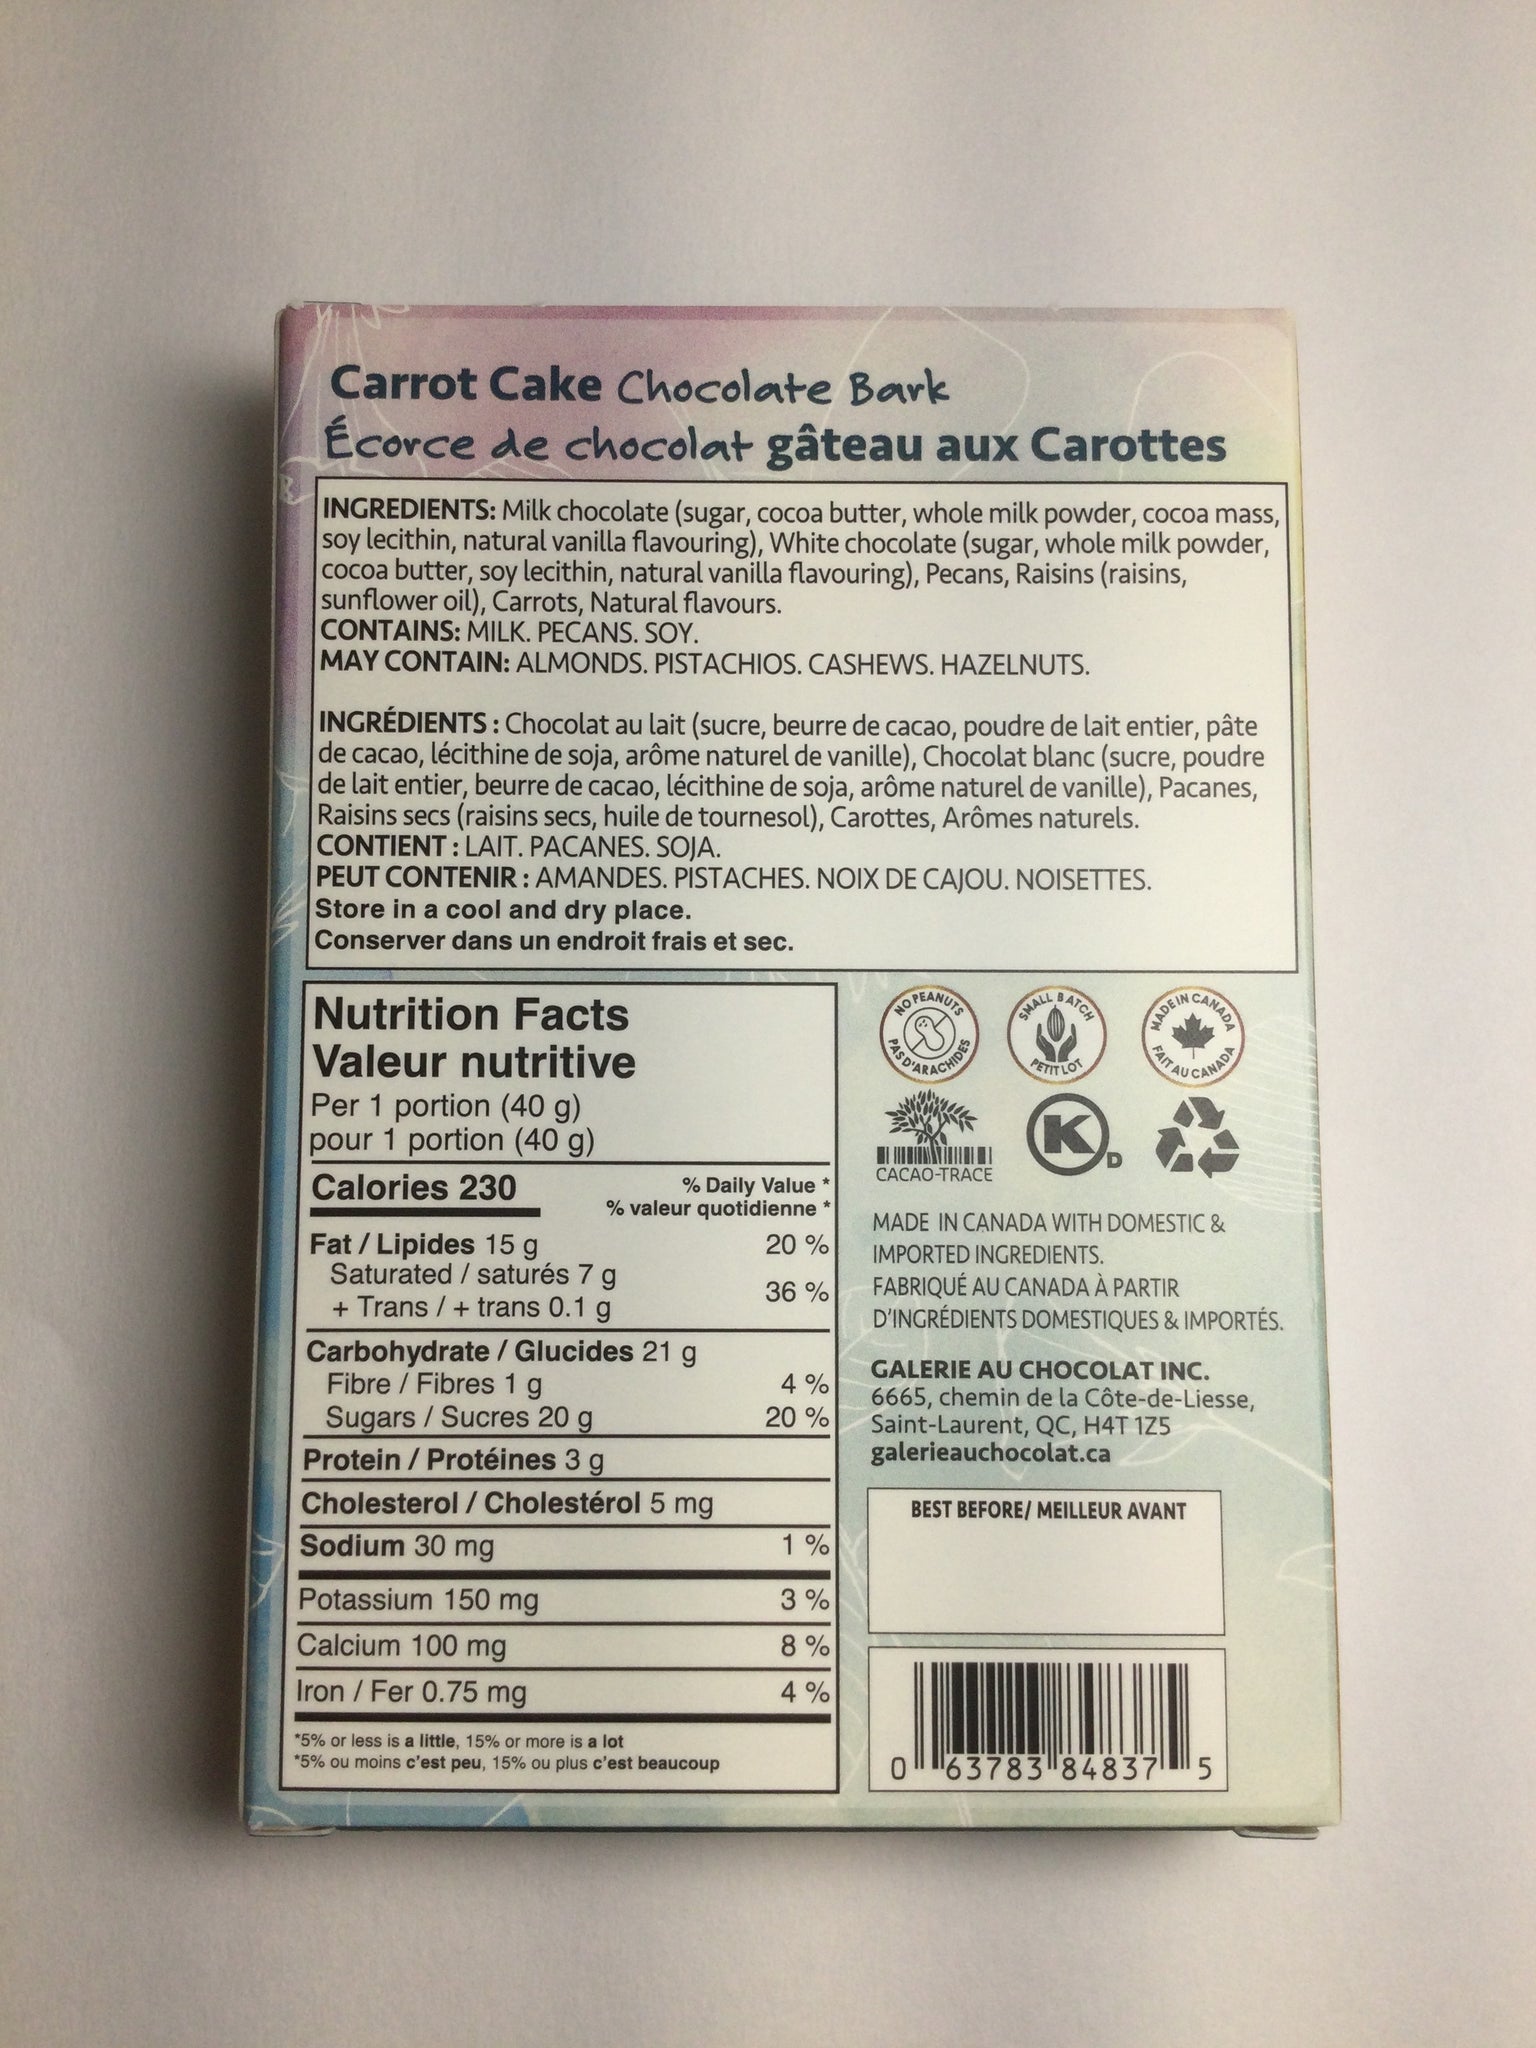 Carrot Cake Chocolate Bark
Écorce de chocolat gâteau aux Carottes
INGREDIENTS: Milk chocolate (sugar, cocoa butter, whole milk powder, cocoa mass,
soy lecithin, natural vanilla flavouring), White chocolate (sugar, whole milk powder,
cocoa butter, soy lecithin, natural vanilla flavouring), Pecans, Raisins (raisins,
sunflower oil), Carrots, Natural flavours.
CONTAINS: MILK. PECANS. SOY.
MAY CONTAIN: ALMONDS. PISTACHIOS. CASHEWS. HAZELNUTS.
INGRÉDIENTS : Chocolat au lait (sucre, beurre de cacao, poudre de lait entier, pâte
de cacao, lécithine de soja, arôme naturel de vanille), Chocolat blanc (sucre, poudre
de lait entier, beurre de cacao, lécithine de soja, arôme naturel de vanille), Pacanes,
Raisins secs (raisins secs, huile de tournesol), Carottes, Arômes naturels.
CONTIENT : LAIT. PACANES. SOJA.
PEUT CONTENIR : AMANDES. PISTACHES. NOIX DE CAJOU. NOISETTES.
Store in a cool and dry place.
Conserver dans un endroit frais et sec.
Nutrition Facts
Valeur nutritive
Per 1 portion (40 g)
pour 1 portion (40 g)
Calories 230
% Daily Value *
% valeur quotidienne *
Fat / Lipides 15 g 20 %
Saturated / saturés 7 g
+ Trans / + trans 0.1 g
36 %
Carbohydrate / Glucides 21 g
Fibre / Fibres 1 g 4 %
Sugars / Sucres 20 g 20 %
Protein / Protéines 3 g
Cholesterol / Cholestérol 5 mg
Sodium 30 mg 1 %
Potassium 150 mg 3 %
Calcium 100 mg 8 %
Iron / Fer 0.75 mg 4 %
*5% or less is a little, 15% or more is a lot
*5% ou moins c'est peu, 15% ou plus c'est beaucoup
NO PEANUTS
PAS D'ARACHIDES
SMALL BATCH
PETIT LOT
MADE IN CANADA
FAIT AU CANADA
CACAO-TRACE
K D
MADE IN CANADA WITH DOMESTIC &
IMPORTED INGREDIENTS.
FABRIQUÉ AU CANADA À PARTIR
D'INGRÉDIENTS DOMESTIQUES & IMPORTÉS.
GALERIE AU CHOCOLAT INC.
6665, chemin de la Côte-de-Liesse,
Saint-Laurent, QC, H4T 1Z5
galerieauchocolat.ca
BEST BEFORE/ MEILLEUR AVANT
0 63783 84837 5